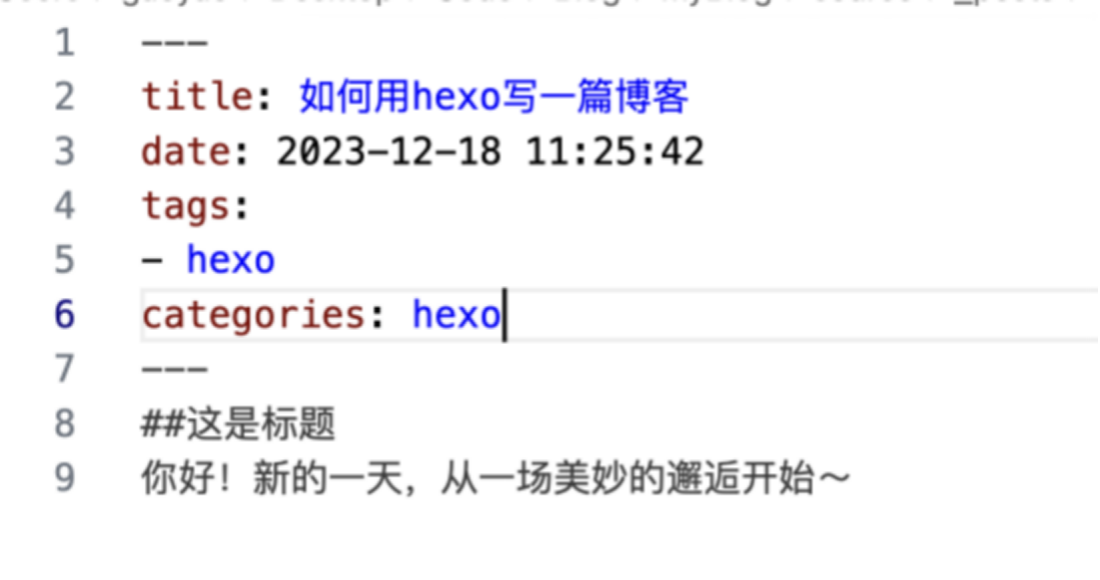 1 ---
2 title: 如何用hexo写一篇博客
3 date: 2023-12-18 11:25:42
4 tags:
5 - hexo
6 categories: hexo
7 ---
8 ##这是标题
9 你好！新的一天，从一场美妙的邂逅开始～